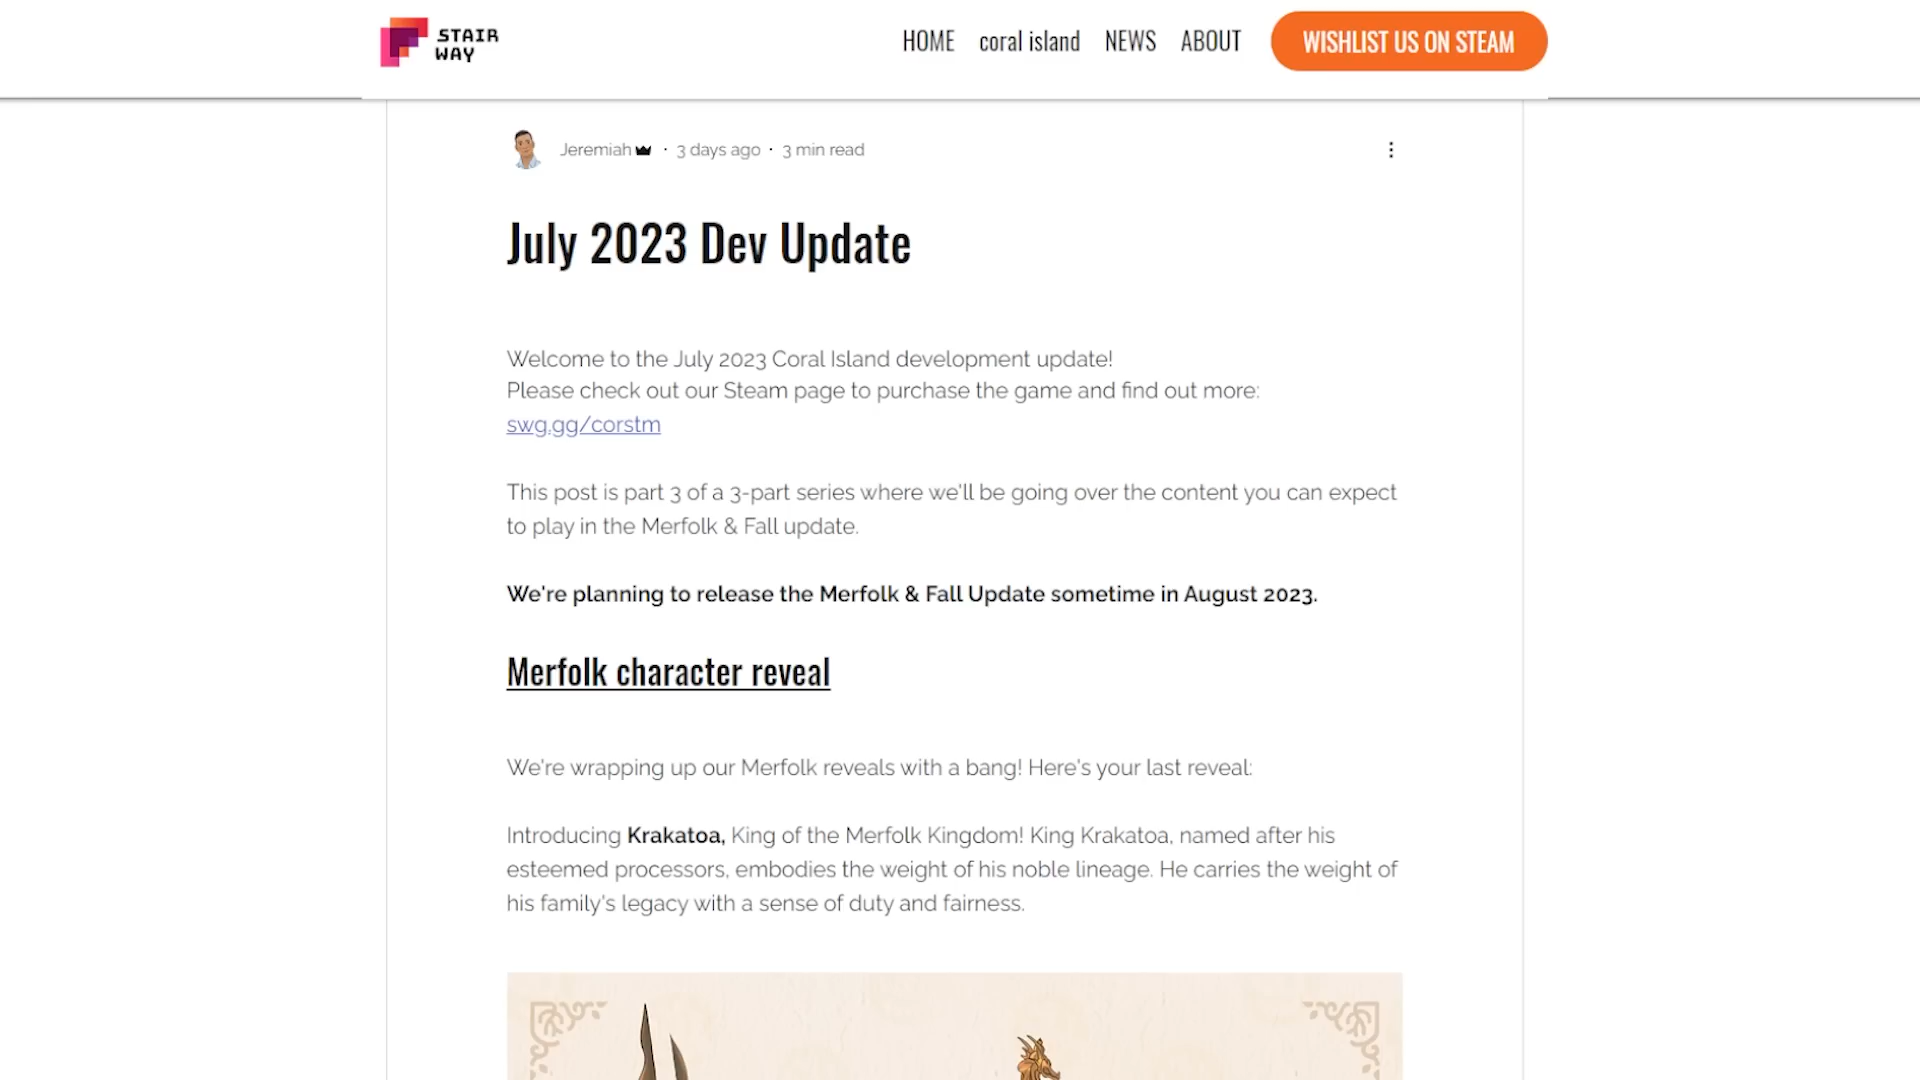 STAIR
WAY
HOME coral island NEWS ABOUT WISHLIST US ON STEAM
Jeremiah · 3 days ago · 3 min read
July 2023 Dev Update
Welcome to the July 2023 Coral Island development update!
Please check out our Steam page to purchase the game and find out more:
swg.gg/corstm
This post is part 3 of a 3-part series where we'll be going over the content you can expect
to play in the Merfolk & Fall update.
We're planning to release the Merfolk & Fall Update sometime in August 2023.
Merfolk character reveal
We're wrapping up our Merfolk reveals with a bang! Here's your last reveal:
Introducing Krakatoa, King of the Merfolk Kingdom! King Krakatoa, named after his
esteemed processors, embodies the weight of his noble lineage. He carries the weight of
his family's legacy with a sense of duty and fairness.